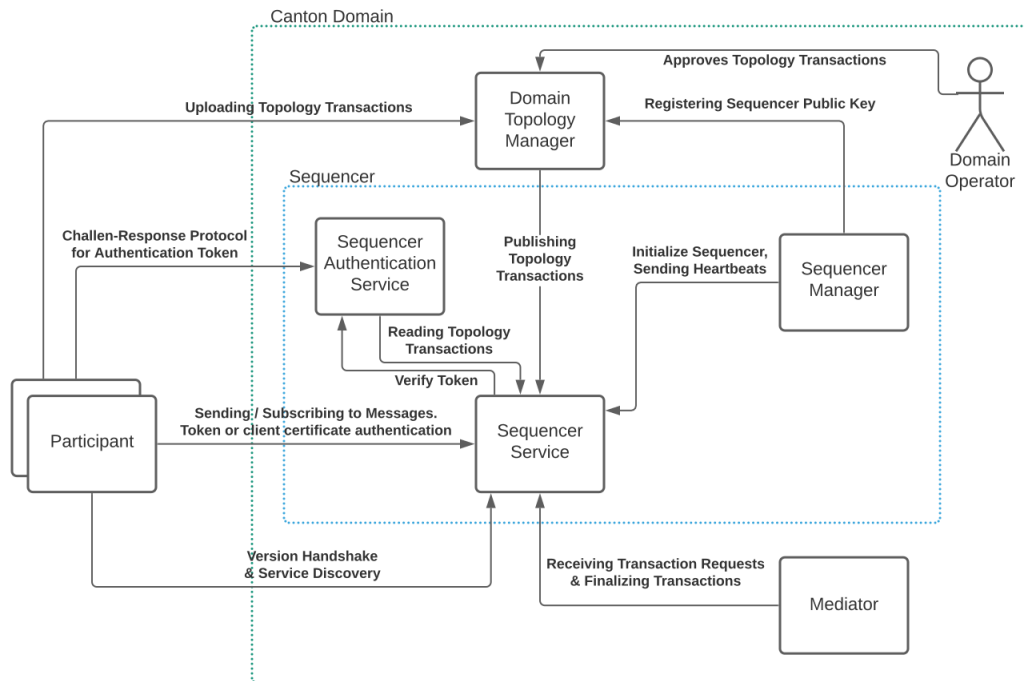 Canton Domain
Approves Topology Transactions
Uploading Topology Transactions
Domain
Topology
Manager
Registering Sequencer Public Key
Domain
Operator
Sequencer
Challen-Response Protocol
for Authentication Token
Sequencer
Authentication
Service
Publishing
Topology
Transactions
Initialize Sequencer,
Sending Heartbeats
Sequencer
Manager
Reading Topology
Transactions
Verify Token
Participant
Sending / Subscribing to Messages.
Token or client certificate authentication
Sequencer
Service
Version Handshake
& Service Discovery
Receiving Transaction Requests
& Finalizing Transactions
Mediator